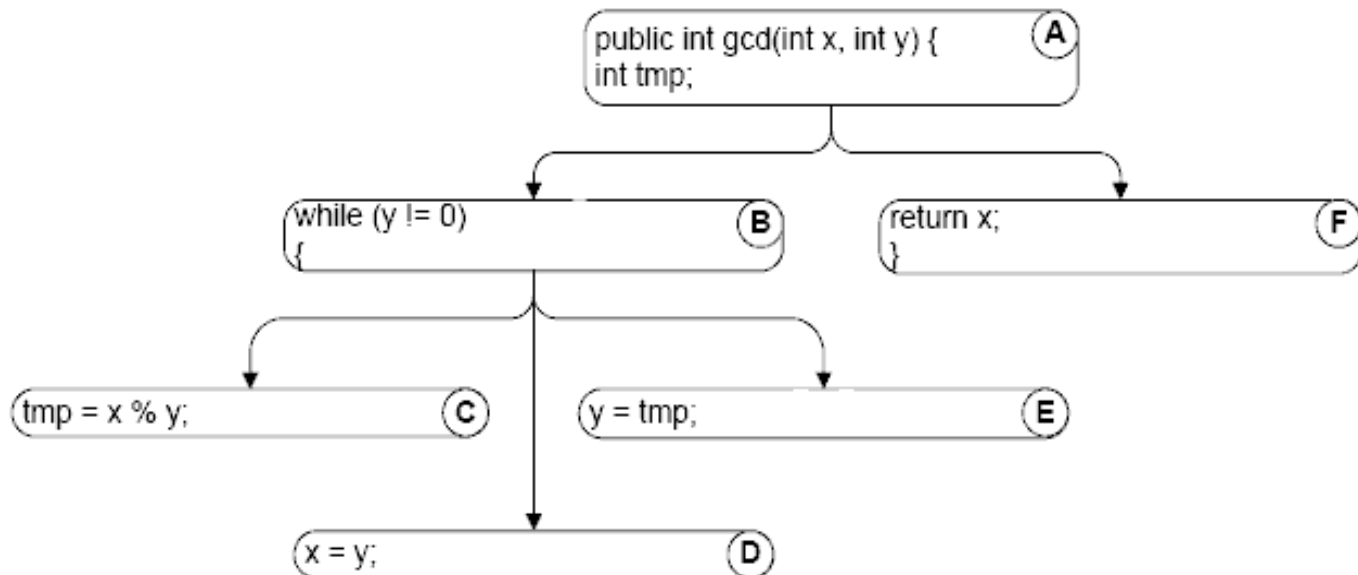 public int gcd(int x, int y) {
int tmp;
A
while (y != 0)
{
B
return x;
}
F
tmp = x % y;
C
y = tmp;
E
x = y;
D